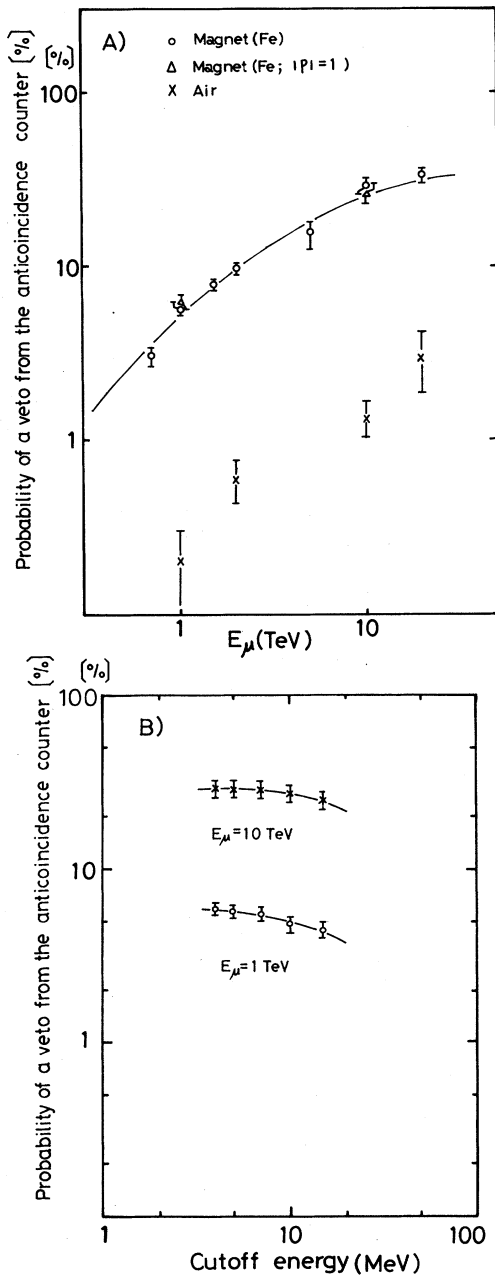 A)
o Magnet (Fe)
△ Magnet (Fe; |P|=1)
x Air
Probability of a veto from the anticoincidence counter [%]
[%]
100
10
1
1
10
Eμ(TeV)
B)
Probability of a veto from the anticoincidence counter [%]
[%]
100
10
1
Eμ=10 TeV
Eμ=1 TeV
1
10
100
Cutoff energy (MeV)